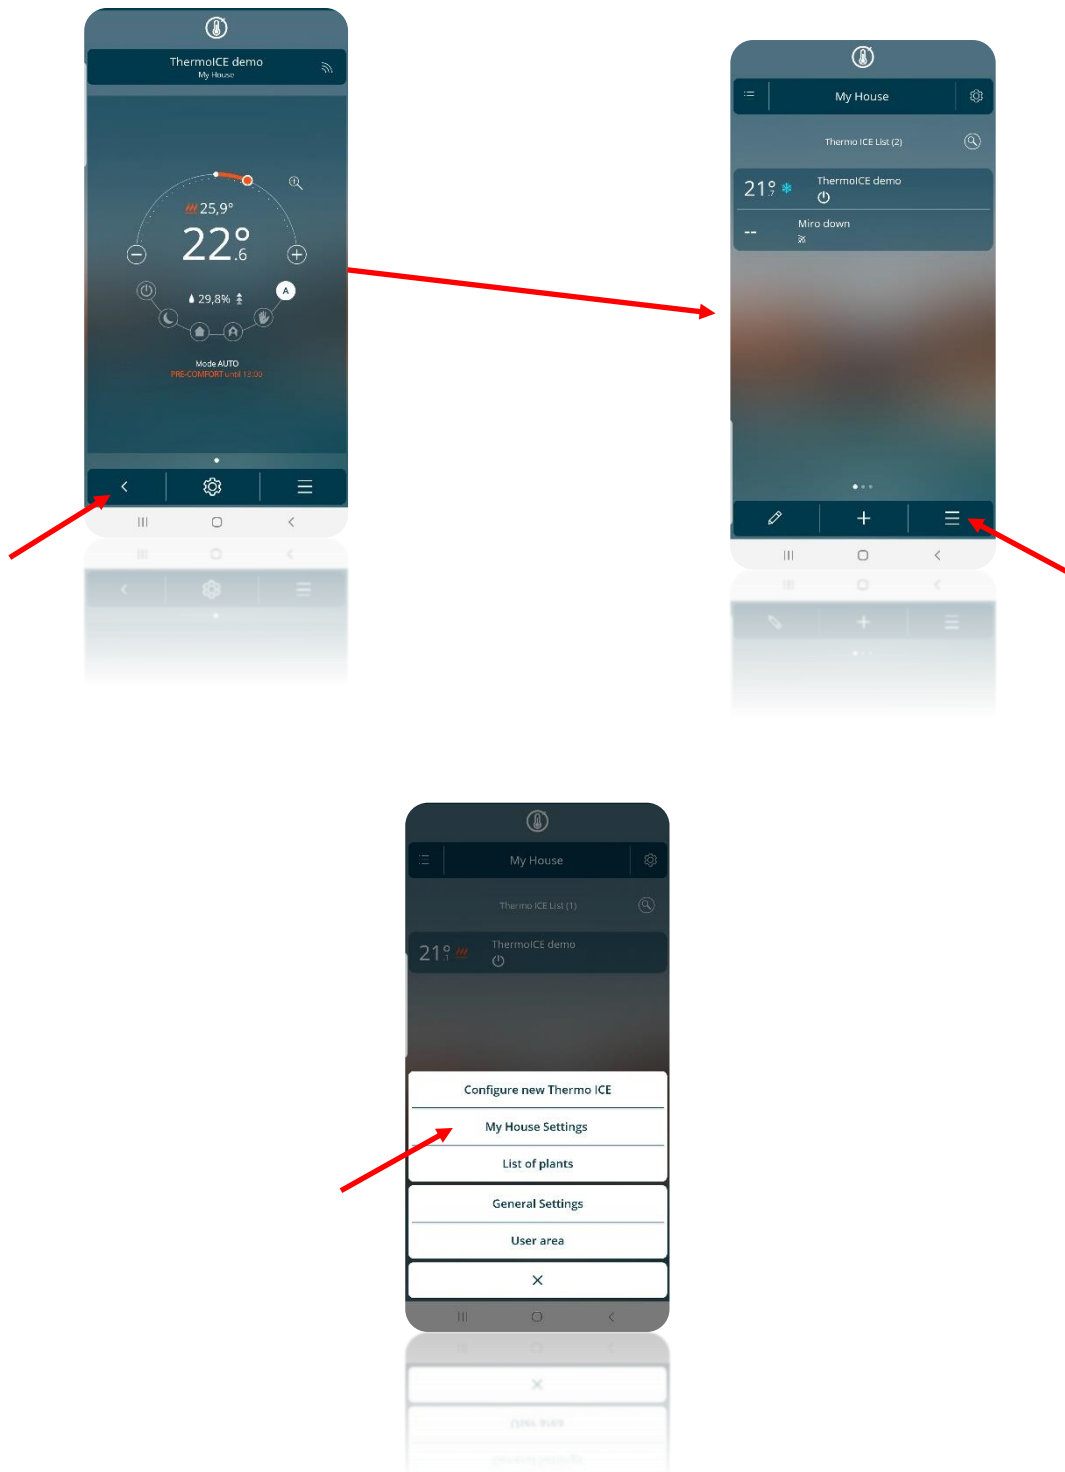 ThermoICE demo
My House
25,9°
22°.6
29,8%
A
Mode AUTO
PRE-COMFORT until 13:00
My House
Thermo ICE List (2)
21°.7
ThermoICE demo
--
Miro down
My House
Thermo ICE List (1)
21°.1
ThermoICE demo
Configure new Thermo ICE
My House Settings
List of plants
General Settings
User area